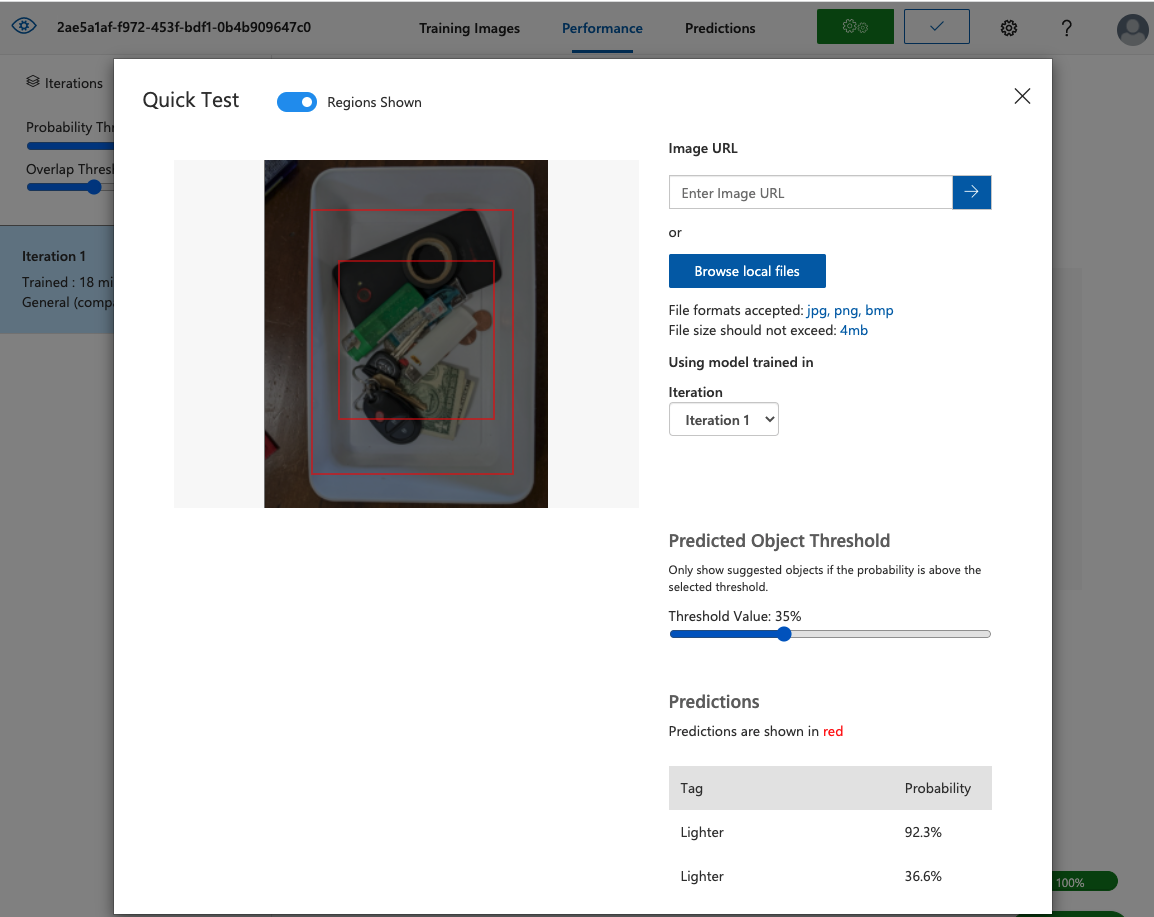 2ae5a1af-f972-453f-bdf1-0b4b909647c0
Training Images
Performance
Predictions
Iterations
Probability Thr
Overlap Thresh
Iteration 1
Trained : 18 mi
General (compa
Quick Test
Regions Shown
Image URL
Enter Image URL
or
Browse local files
File formats accepted: jpg, png, bmp
File size should not exceed: 4mb
Using model trained in
Iteration
Iteration 1
Predicted Object Threshold
Only show suggested objects if the probability is above the
selected threshold.
Threshold Value: 35%
Predictions
Predictions are shown in red
Tag Probability
Lighter 92.3%
Lighter 36.6%
100%